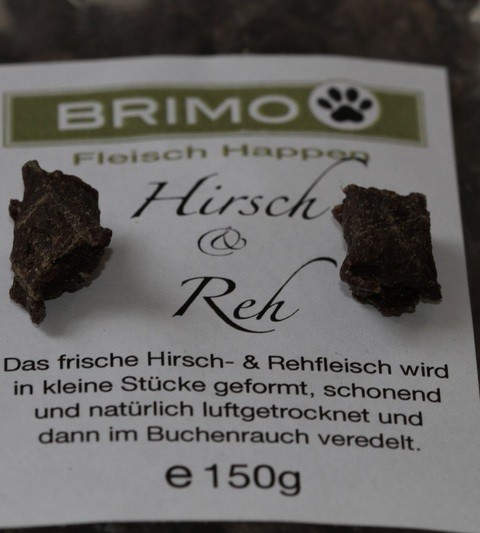 BRIMO
Fleisch Happen
Hirsch
&
Reh
Das frische Hirsch- & Rehfleisch wird
in kleine Stücke geformt, schonend
und natürlich luftgetrocknet und
dann im Buchenrauch veredelt.
e 150g